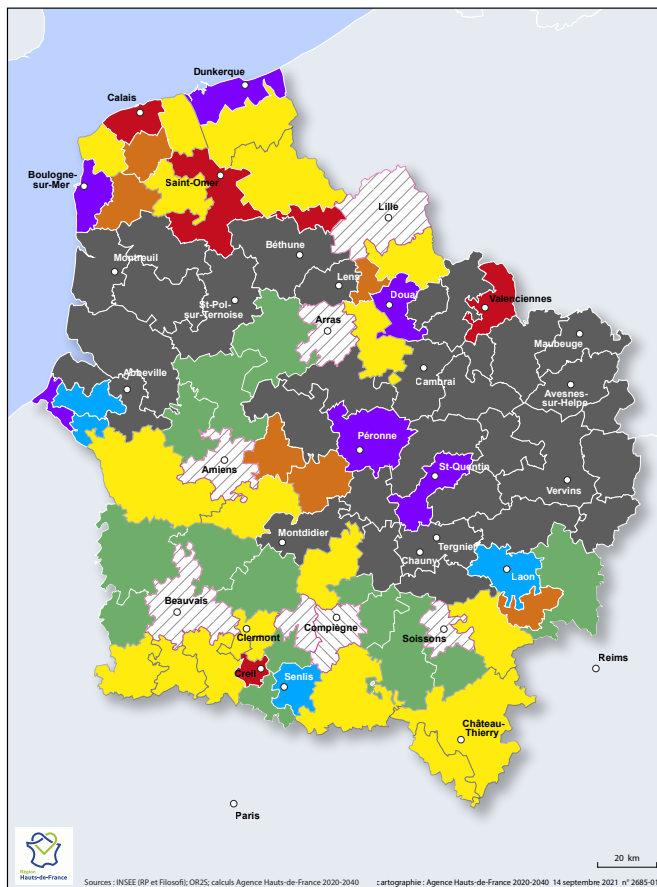 Dunkerque
Calais
Boulogne-
sur-Mer
Saint-Omer
Lille
Béthune
Montreuil
Lens
Douai
St-Pol-
sur-Ternoise
Valenciennes
Arras
Maubeuge
Abbeville
Cambrai
Avesnes-
sur-Helpe
Péronne
Amiens
St-Quentin
Vervins
Montdidier
Tergnier
Chauny
Laon
Beauvais
Compiègne
Clermont
Soissons
Reims
Creil
Senlis
Château-
Thierry
Paris
Région
Hauts-de-France
20 km
Sources : INSEE (RP et Filosofi); OR2S; calculs Agence Hauts-de-France 2020-2040
cartographie : Agence Hauts-de-France 2020-2040 14 septembre 2021 n° 2685-01